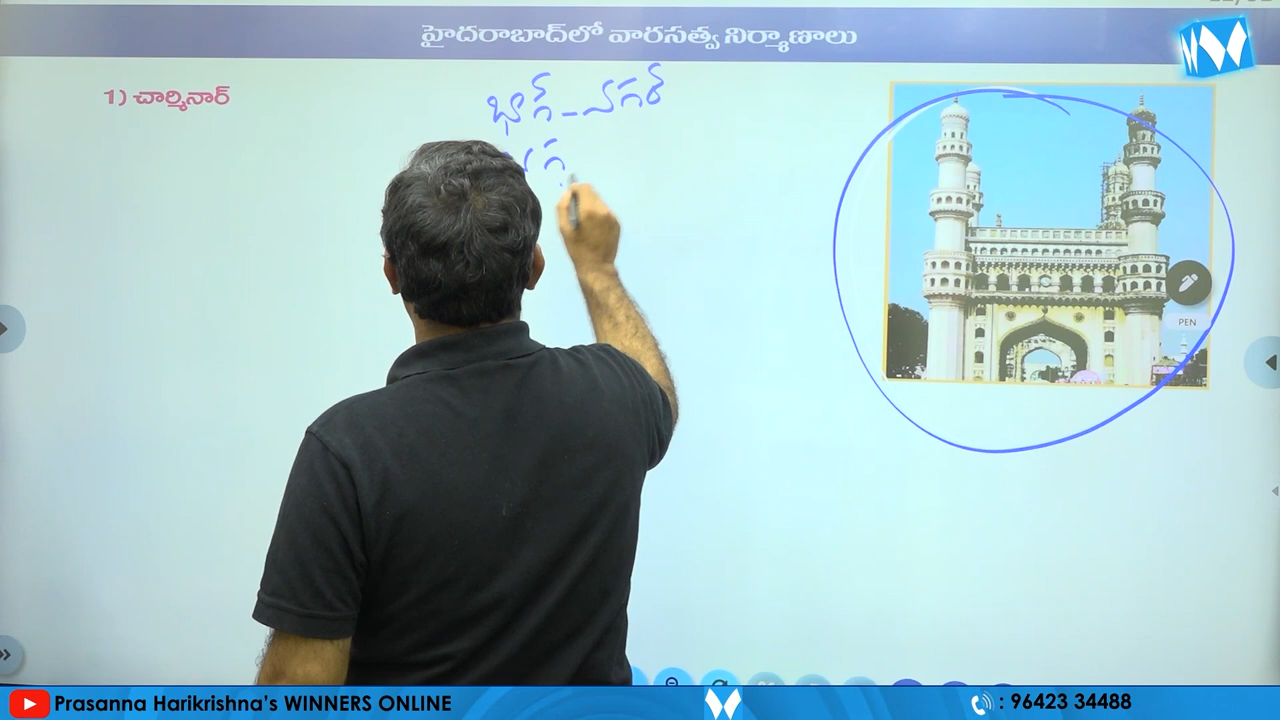 హైదరాబాద్‌లో వారసత్వ నిర్మాణాలు
1) చార్మినార్
భాగ్-నగర్
PEN
Prasanna Harikrishna's WINNERS ONLINE
: 96423 34488